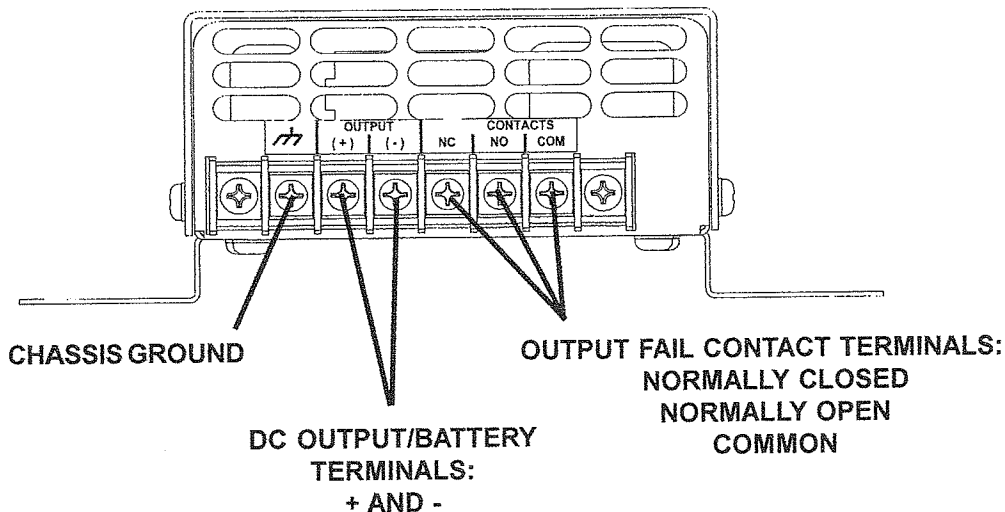 OUTPUT CONTACTS
(+) (-) NC NO COM
CHASSIS GROUND
DC OUTPUT/BATTERY
TERMINALS:
+ AND -
OUTPUT FAIL CONTACT TERMINALS:
NORMALLY CLOSED
NORMALLY OPEN
COMMON